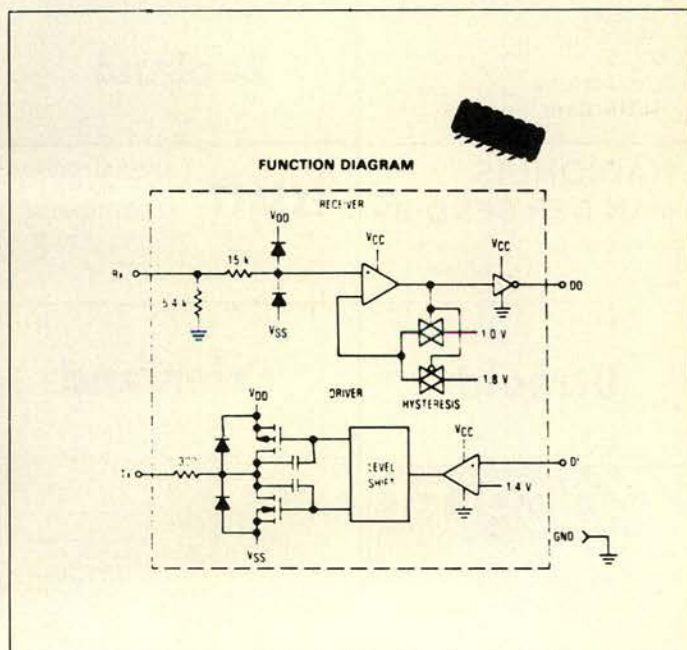 FUNCTION DIAGRAM
RECEIVER
VDD
15 k
VCC
VCC
Rx
DO
5.4 k
VSS
1.0 V
1.8 V
DRIVER
HYSTERESIS
VDD
VCC
LEVEL
SHIFT
Tx
1.4 V
VSS
GND